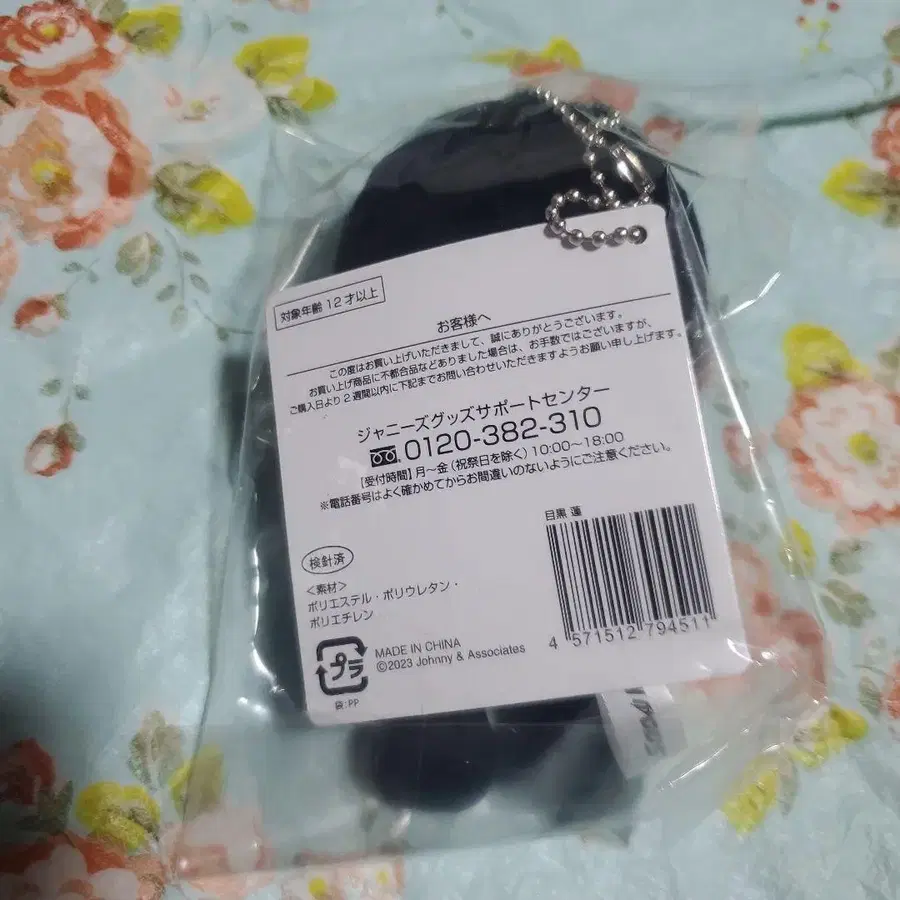 対象年齢12才以上
お客様へ
この度はお買い上げいただきまして、誠にありがとうございます。
お買い上げ商品に不都合品などありました場合は、お手数ではございますが、
ご購入日より2週間以内に下記までお問い合わせいただきますようお願い申し上げます。
ジャニーズグッズサポートセンター
0120-382-310
【受付時間】月〜金(祝祭日を除く)10:00〜18:00
※電話番号はよく確かめてからお間違いのないようにご注意ください。
目黒 蓮
検針済
<素材>
ポリエステル・ポリウレタン・
ポリエチレン
4 571512 794511
プラ
MADE IN CHINA
©2023 Johnny & Associates
袋:PP